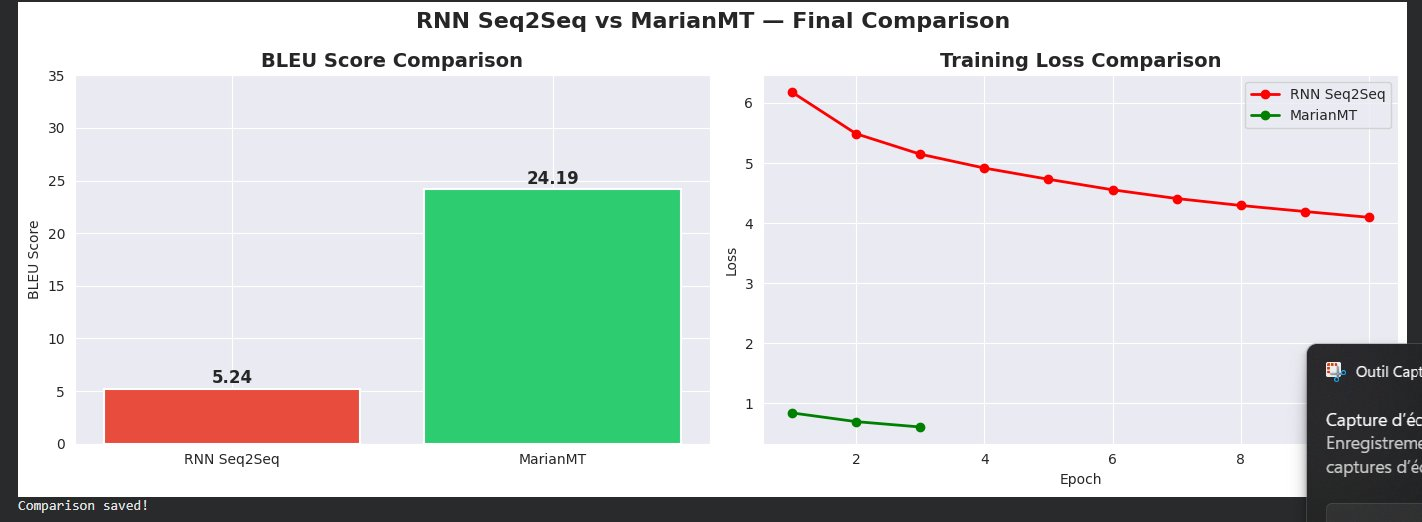 RNN Seq2Seq vs MarianMT — Final Comparison
BLEU Score Comparison
35
30
25
20
15
10
5
0
BLEU Score
5.24
24.19
RNN Seq2Seq
MarianMT
Training Loss Comparison
6
5
4
3
2
1
Loss
RNN Seq2Seq
MarianMT
2
4
6
8
Epoch
Outil Capt
Capture d'éc
Enregistreme
captures d'éc
Comparison saved!